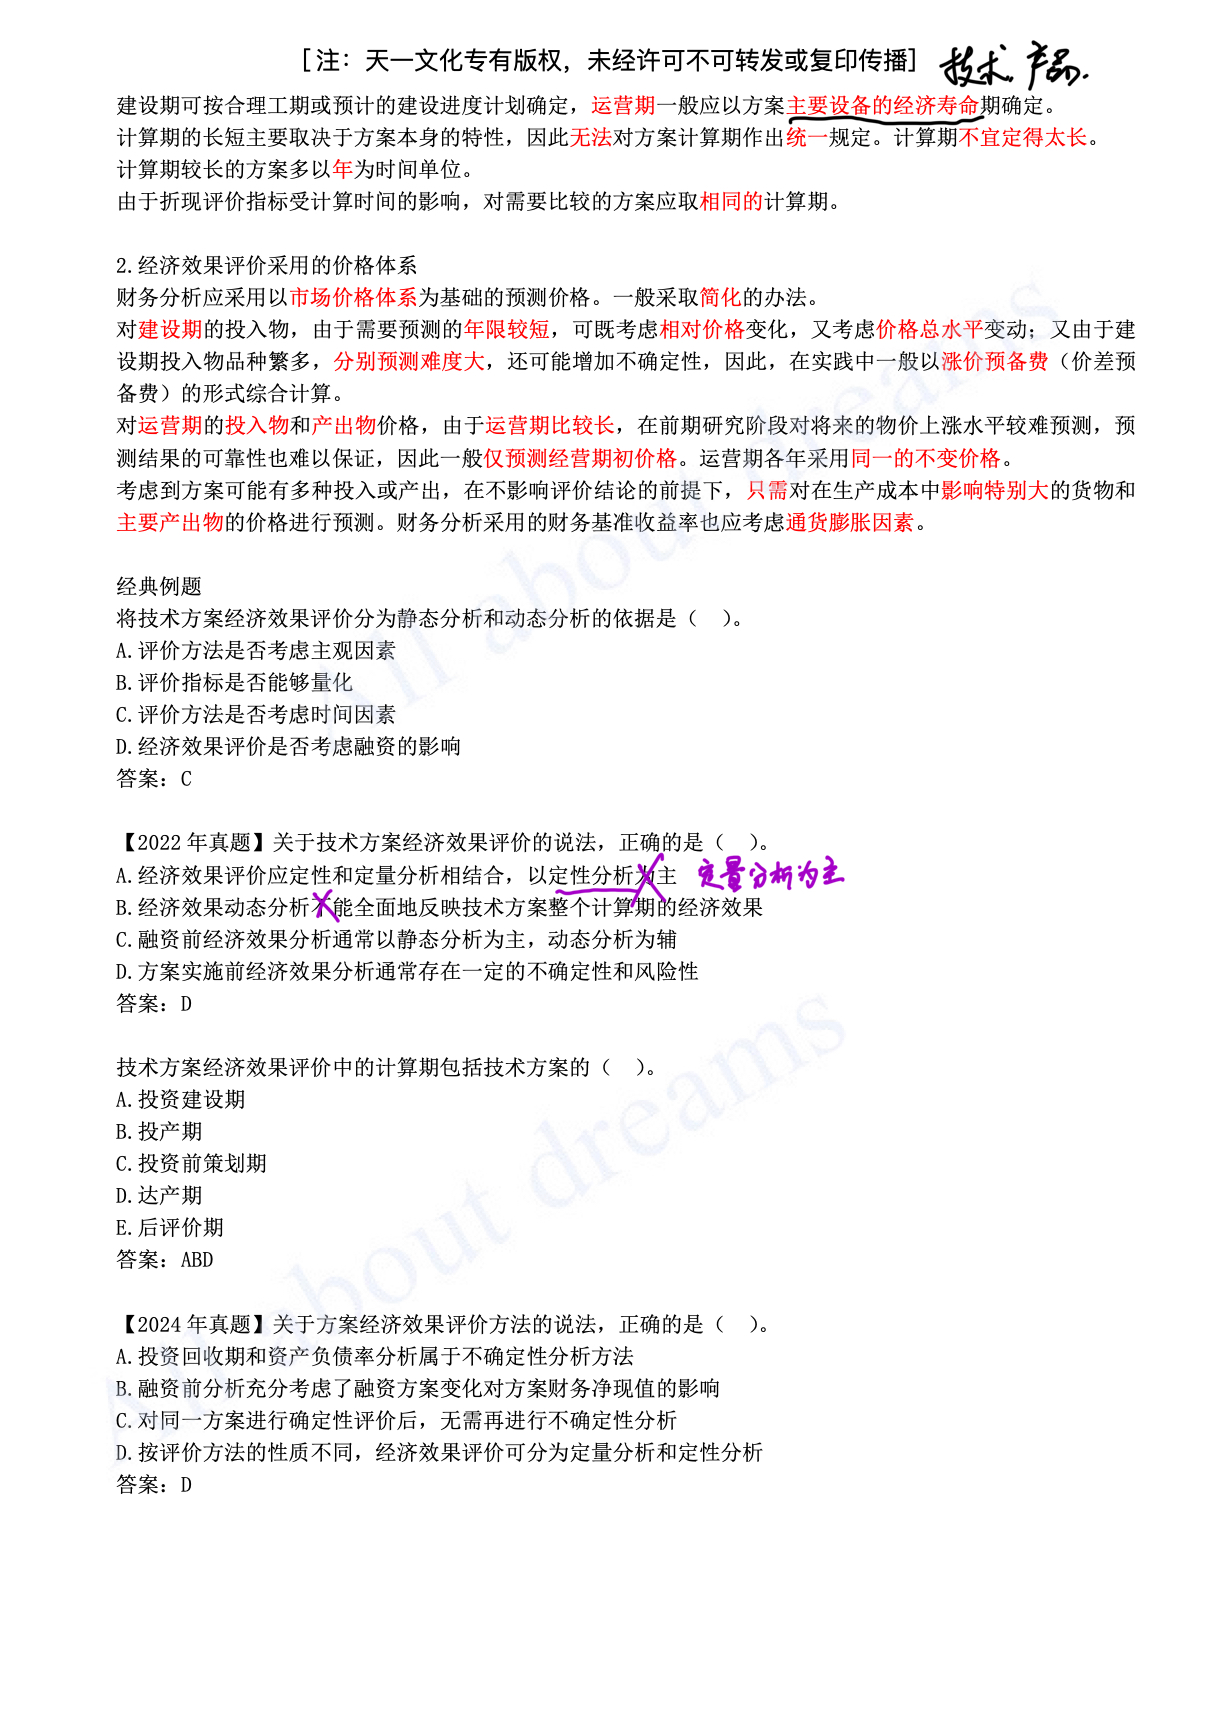 [注：天一文化专有版权，未经许可不可转发或复印传播]
技术.产品.
建设期可按合理工期或预计的建设进度计划确定，运营期一般应以方案主要设备的经济寿命期确定。
计算期的长短主要取决于方案本身的特性，因此无法对方案计算期作出统一规定。计算期不宜定得太长。
计算期较长的方案多以年为时间单位。
由于折现评价指标受计算时间的影响，对需要比较的方案应取相同的计算期。
2.经济效果评价采用的价格体系
财务分析应采用以市场价格体系为基础的预测价格。一般采取简化的办法。
对建设期的投入物，由于需要预测的年限较短，可既考虑相对价格变化，又考虑价格总水平变动；又由于建
设期投入物品种繁多，分别预测难度大，还可能增加不确定性，因此，在实践中一般以涨价预备费（价差预
备费）的形式综合计算。
对运营期的投入物和产出物价格，由于运营期比较长，在前期研究阶段对将来的物价上涨水平较难预测，预
测结果的可靠性也难以保证，因此一般仅预测经营期初价格。运营期各年采用同一的不变价格。
考虑到方案可能有多种投入或产出，在不影响评价结论的前提下，只需对在生产成本中影响特别大的货物和
主要产出物的价格进行预测。财务分析采用的财务基准收益率也应考虑通货膨胀因素。
经典例题
将技术方案经济效果评价分为静态分析和动态分析的依据是（ ）。
A.评价方法是否考虑主观因素
B.评价指标是否能够量化
C.评价方法是否考虑时间因素
D.经济效果评价是否考虑融资的影响
答案：C
【2022年真题】关于技术方案经济效果评价的说法，正确的是（ ）。
A.经济效果评价应定性和定量分析相结合，以定性分析为主 定量分析为主
B.经济效果动态分析不能全面地反映技术方案整个计算期的经济效果
C.融资前经济效果分析通常以静态分析为主，动态分析为辅
D.方案实施前经济效果分析通常存在一定的不确定性和风险性
答案：D
技术方案经济效果评价中的计算期包括技术方案的（ ）。
A.投资建设期
B.投产期
C.投资前策划期
D.达产期
E.后评价期
答案：ABD
【2024年真题】关于方案经济效果评价方法的说法，正确的是（ ）。
A.投资回收期和资产负债率分析属于不确定性分析方法
B.融资前分析充分考虑了融资方案变化对方案财务净现值的影响
C.对同一方案进行确定性评价后，无需再进行不确定性分析
D.按评价方法的性质不同，经济效果评价可分为定量分析和定性分析
答案：D
All about dreams
All about dreams